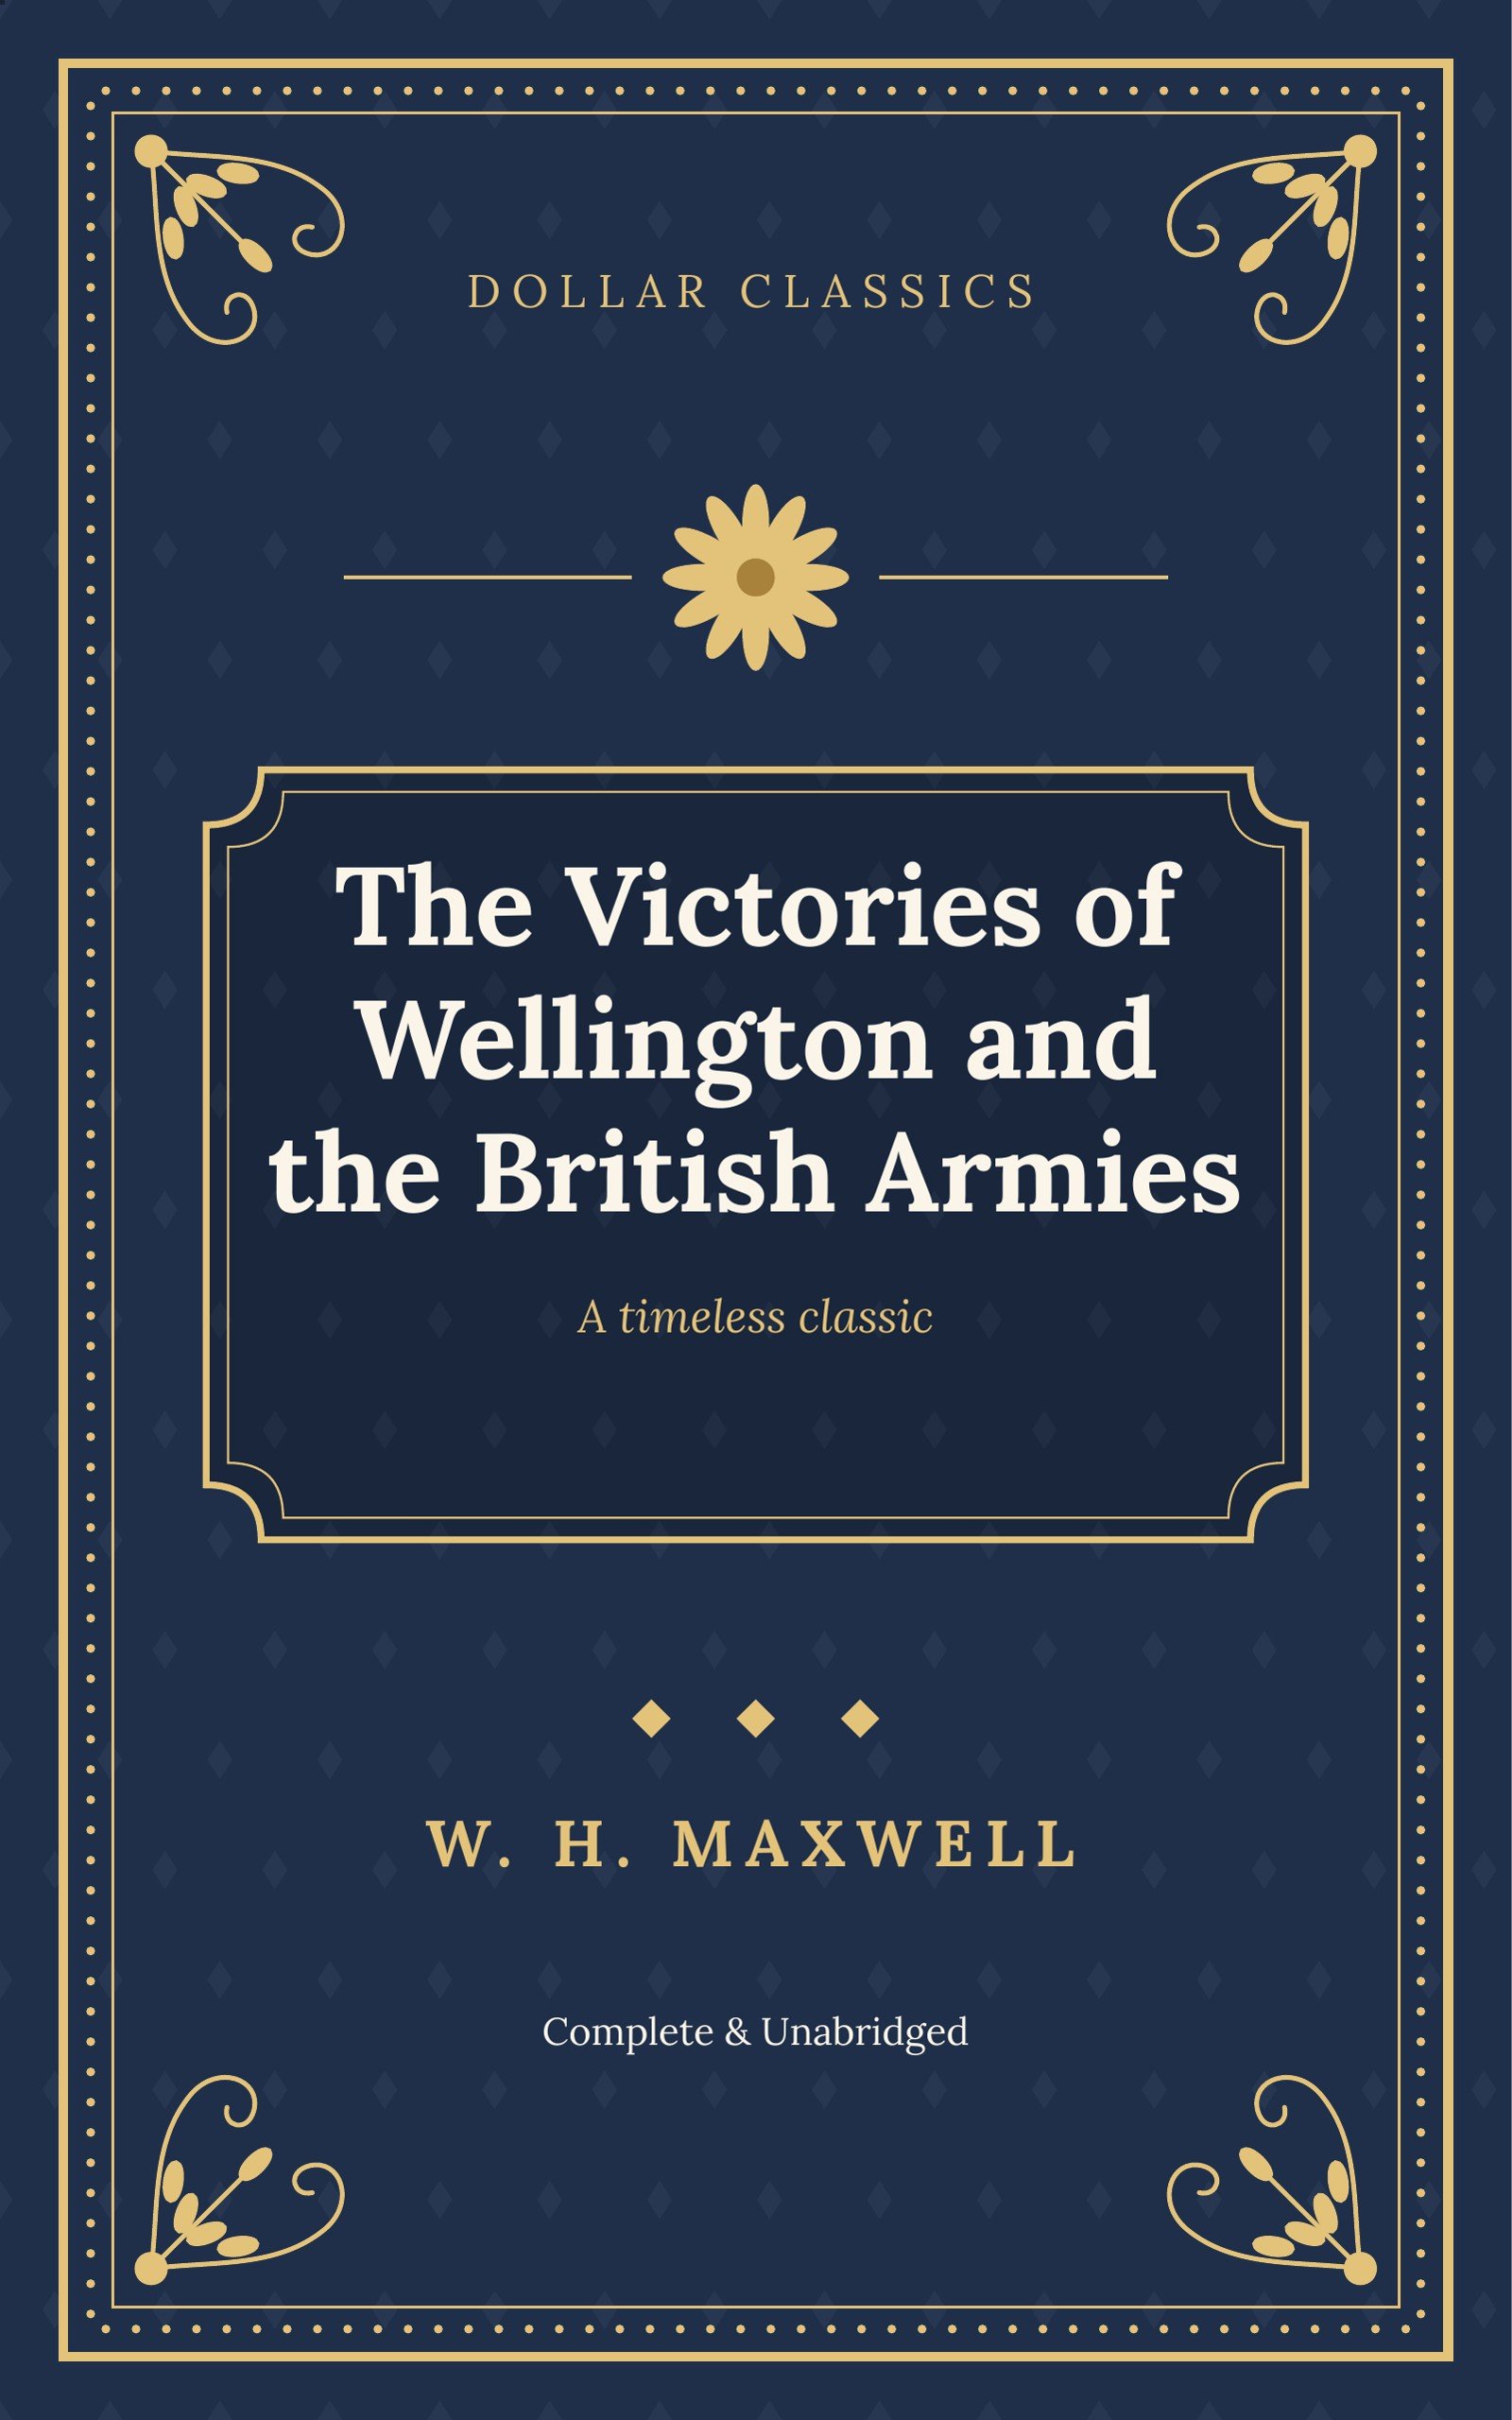 DOLLAR CLASSICS
The Victories of
Wellington and
the British Armies
A timeless classic
W. H. MAXWELL
Complete & Unabridged